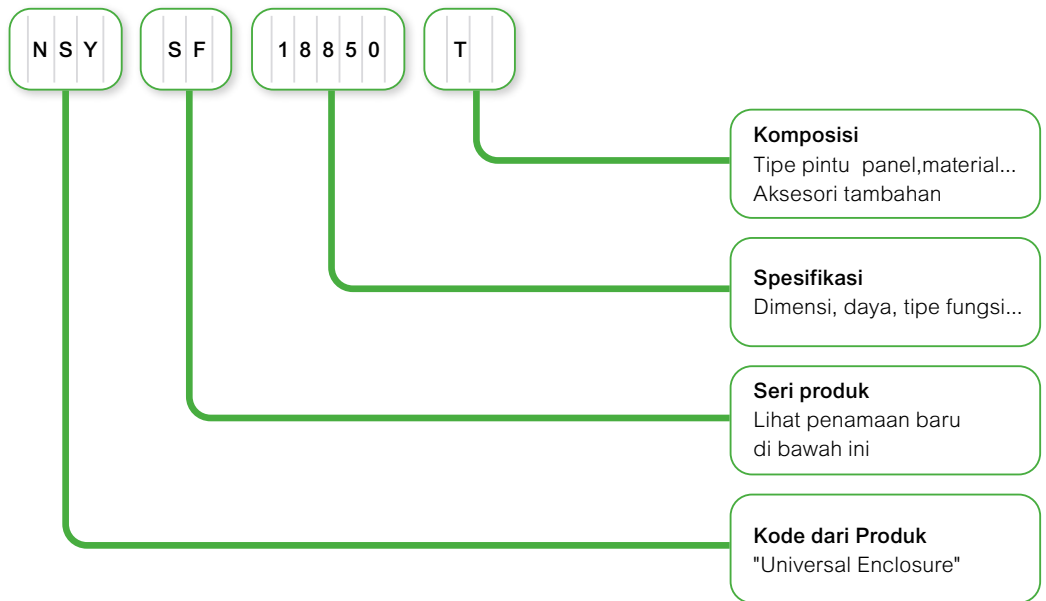 N S Y S F 1 8 8 5 0 T
Komposisi
Tipe pintu panel,material...
Aksesori tambahan
Spesifikasi
Dimensi, daya, tipe fungsi...
Seri produk
Lihat penamaan baru
di bawah ini
Kode dari Produk
"Universal Enclosure"